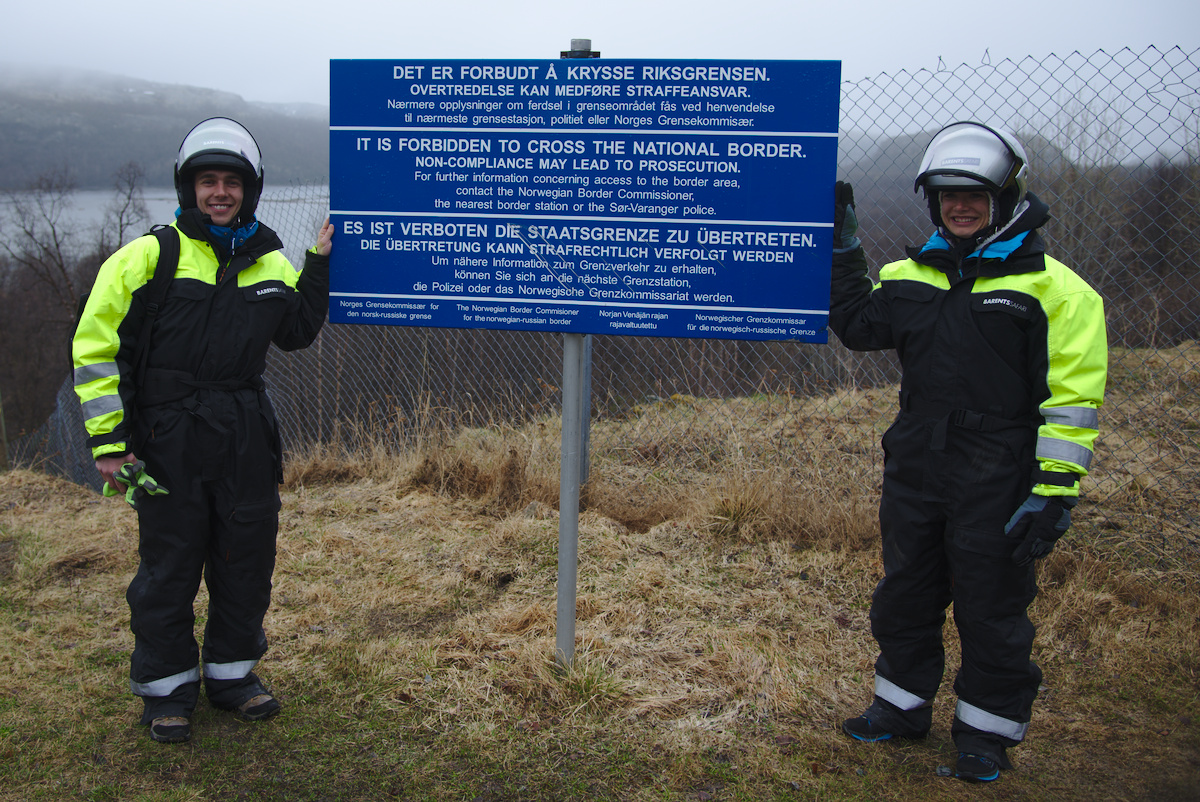 DET ER FORBUDT Å KRYSSE RIKSGRENSEN.
OVERTREDELSE KAN MEDFØRE STRAFFEANSVAR.
Nærmere opplysninger om ferdsel i grenseområdet fås ved henvendelse
til nærmeste grensestasjon, politiet eller Norges Grensekommisær.
IT IS FORBIDDEN TO CROSS THE NATIONAL BORDER.
NON-COMPLIANCE MAY LEAD TO PROSECUTION.
For further information concerning access to the border area,
contact the Norwegian Border Commissioner,
the nearest border station or the Sør-Varanger police.
ES IST VERBOTEN DIE STAATSGRENZE ZU ÜBERTRETEN.
DIE ÜBERTRETUNG KANN STRAFRECHTLICH VERFOLGT WERDEN
Um nähere Information zum Grenzverkehr zu erhalten,
können Sie sich an die nächste Grenzstation,
die Polizei oder das Norwegische Grenzkommissariat werden.
Norges Grensekommisær for
den norsk-russiske grense
The Norwegian Border Commissioner
for the norwegian-russian border
Norjan Venäjän rajan
rajavaltuutettu
Norwegischer Grenzkommissar
für die norwegisch-russische Grenze
BARENTSSAFARI
BARENTSSAFARI